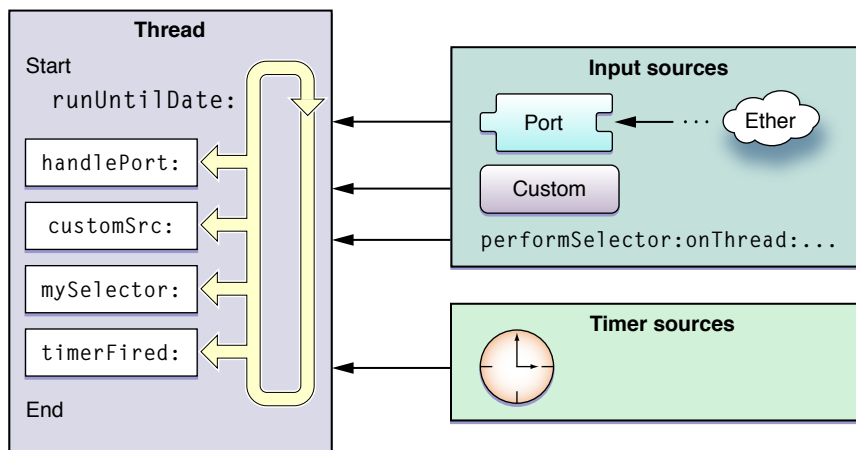 Thread
Start
runUntilDate:
handlePort:
customSrc:
mySelector:
timerFired:
End
Input sources
Port
... Ether
Custom
performSelector:onThread:...
Timer sources